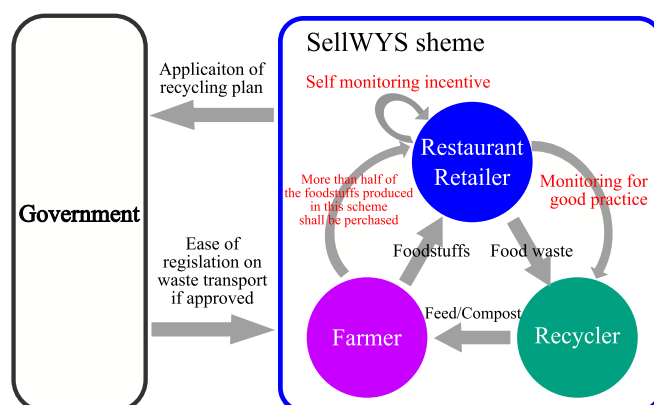 SellWYS sheme
Applicaiton of
recycling plan
Self monitoring incentive
Restaurant
Retailer
More than half of
the foodstuffs produced
in this scheme
shall be perchased
Monitoring for
good practice
Government
Ease of
regislation on
waste transport
if approved
Foodstuffs
Food waste
Feed/Compost
Farmer
Recycler